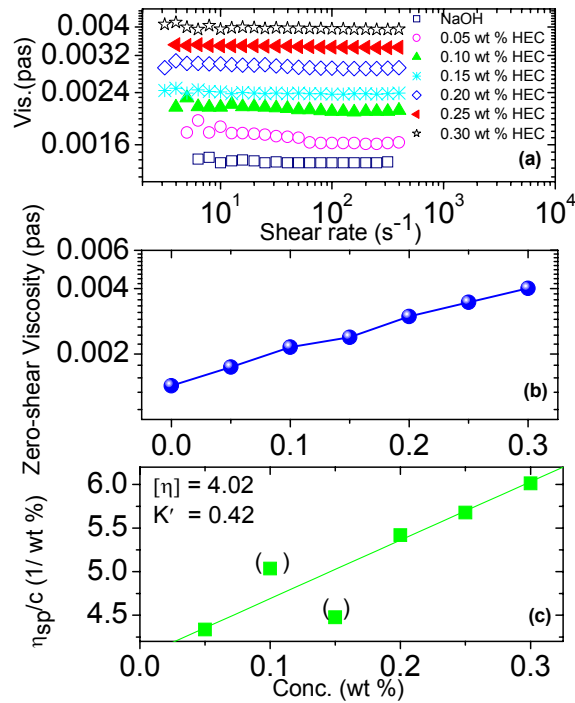 Vis.(pas)
0.004
0.0032
0.0024
0.0016
NaOH
0.05 wt % HEC
0.10 wt % HEC
0.15 wt % HEC
0.20 wt % HEC
0.25 wt % HEC
0.30 wt % HEC
(a)
10¹ 10² 10³ 10⁴
Shear rate (s⁻¹)
Zero-shear Viscosity (pas)
0.006
0.004
0.002
(b)
0.0 0.1 0.2 0.3
ηsp/c (1/ wt %)
6.0
5.5
5.0
4.5
[η] = 4.02
K′ = 0.42
( )
( )
(c)
0.0 0.1 0.2 0.3
Conc. (wt %)